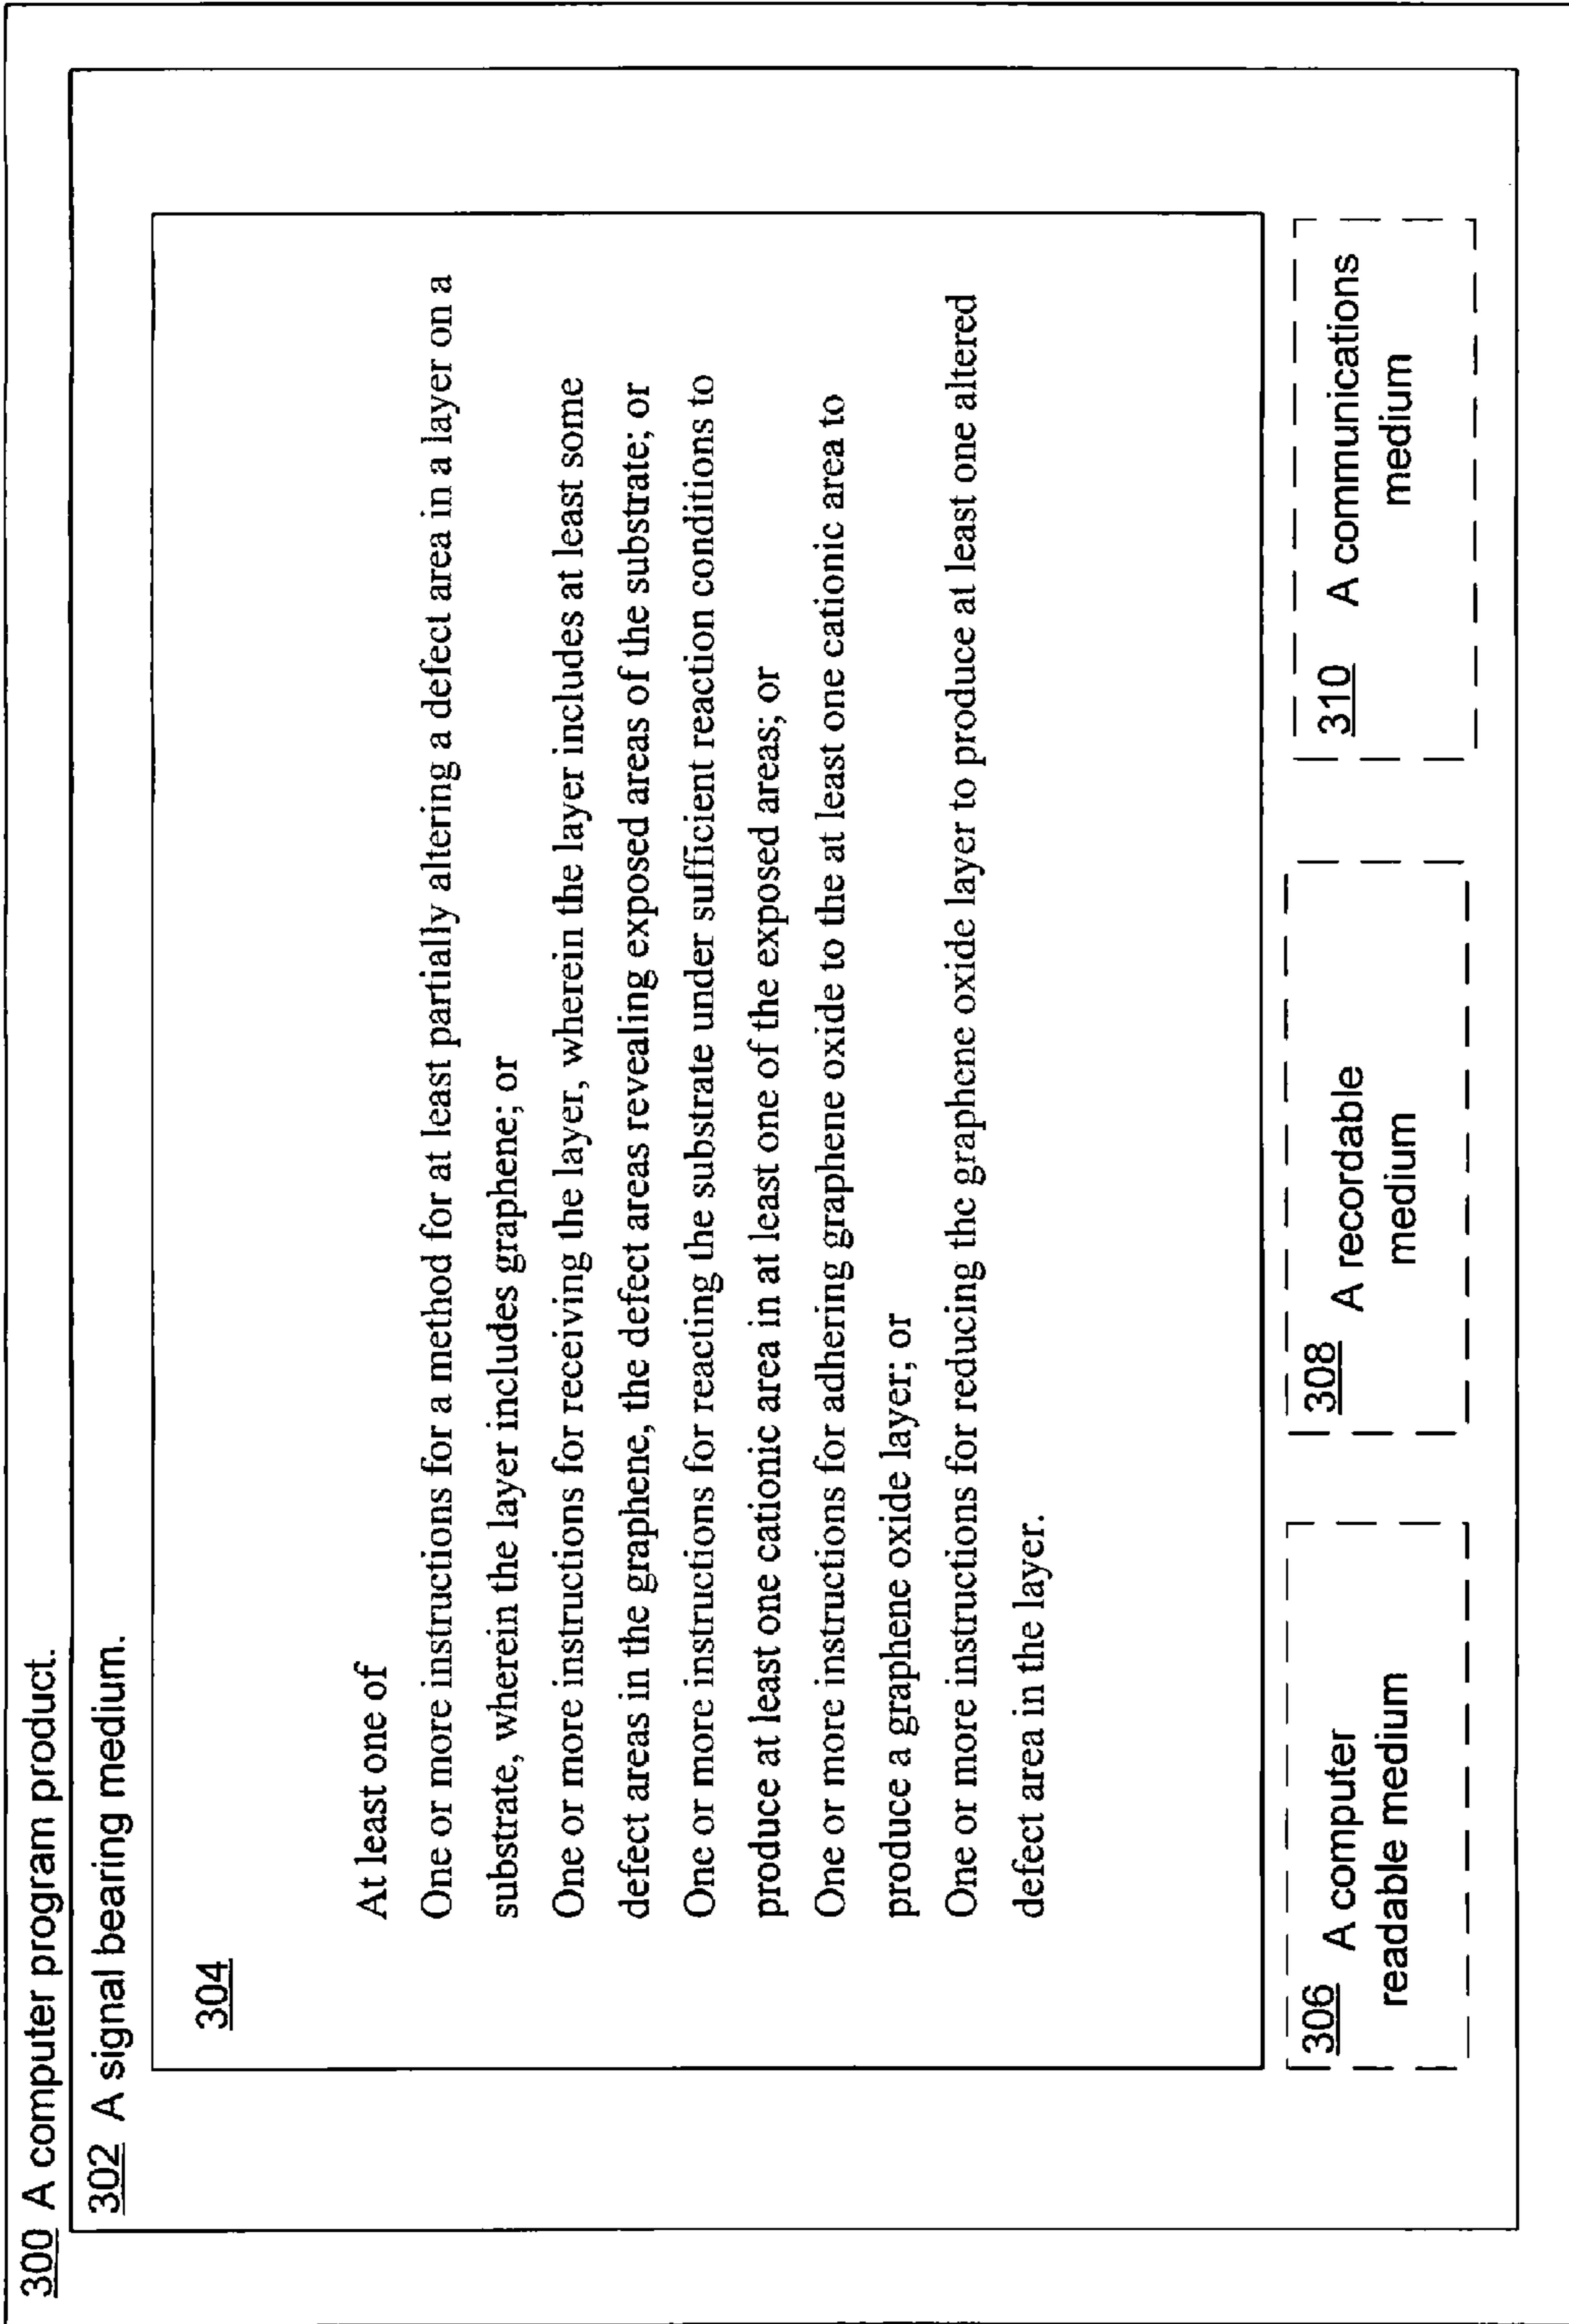 300 A computer program product.
302 A signal bearing medium.
304
At least one of
One or more instructions for a method for at least partially altering a defect area in a layer on a
substrate, wherein the layer includes graphene; or
One or more instructions for receiving the layer, wherein the layer includes at least some
defect areas in the graphene, the defect areas revealing exposed areas of the substrate; or
One or more instructions for reacting the substrate under sufficient reaction conditions to
produce at least one cationic area in at least one of the exposed areas; or
One or more instructions for adhering graphene oxide to the at least one cationic area to
produce a graphene oxide layer; or
One or more instructions for reducing the graphene oxide layer to produce at least one altered
defect area in the layer.
306 A computer
readable medium
308 A recordable
medium
310 A communications
medium